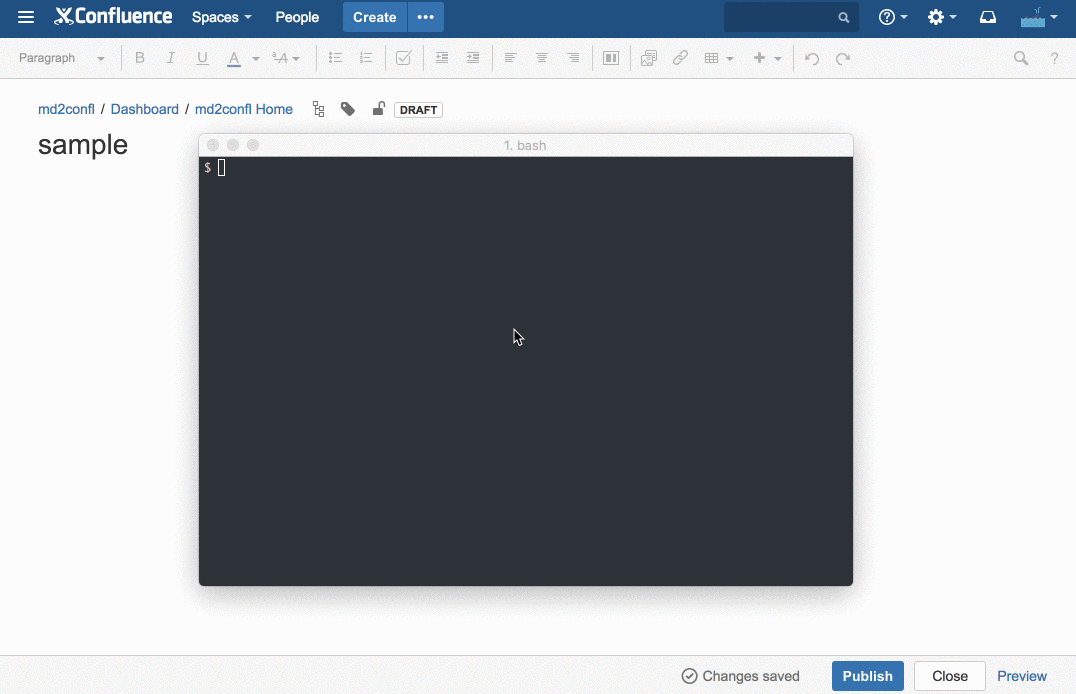 Confluence Spaces People Create •••
Paragraph B I U A A ?
md2confl / Dashboard / md2confl Home DRAFT
sample
1. bash
$
Changes saved Publish Close Preview